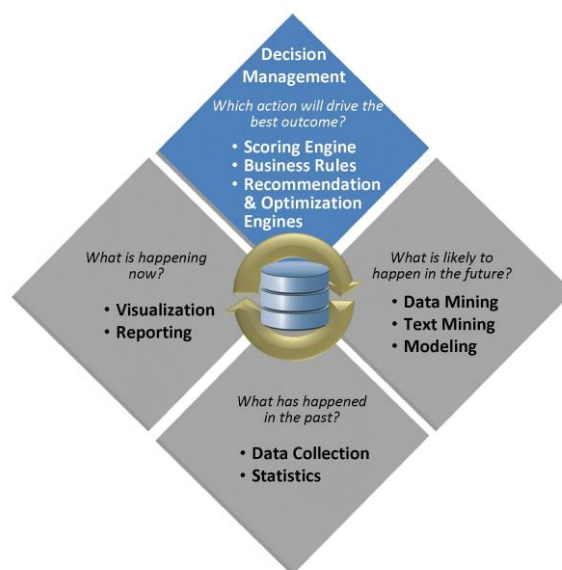 Decision
Management
Which action will drive the
best outcome?
• Scoring Engine
• Business Rules
• Recommendation
& Optimization
Engines
What is happening
now?
• Visualization
• Reporting
What is likely to
happen in the future?
• Data Mining
• Text Mining
• Modeling
What has happened
in the past?
• Data Collection
• Statistics